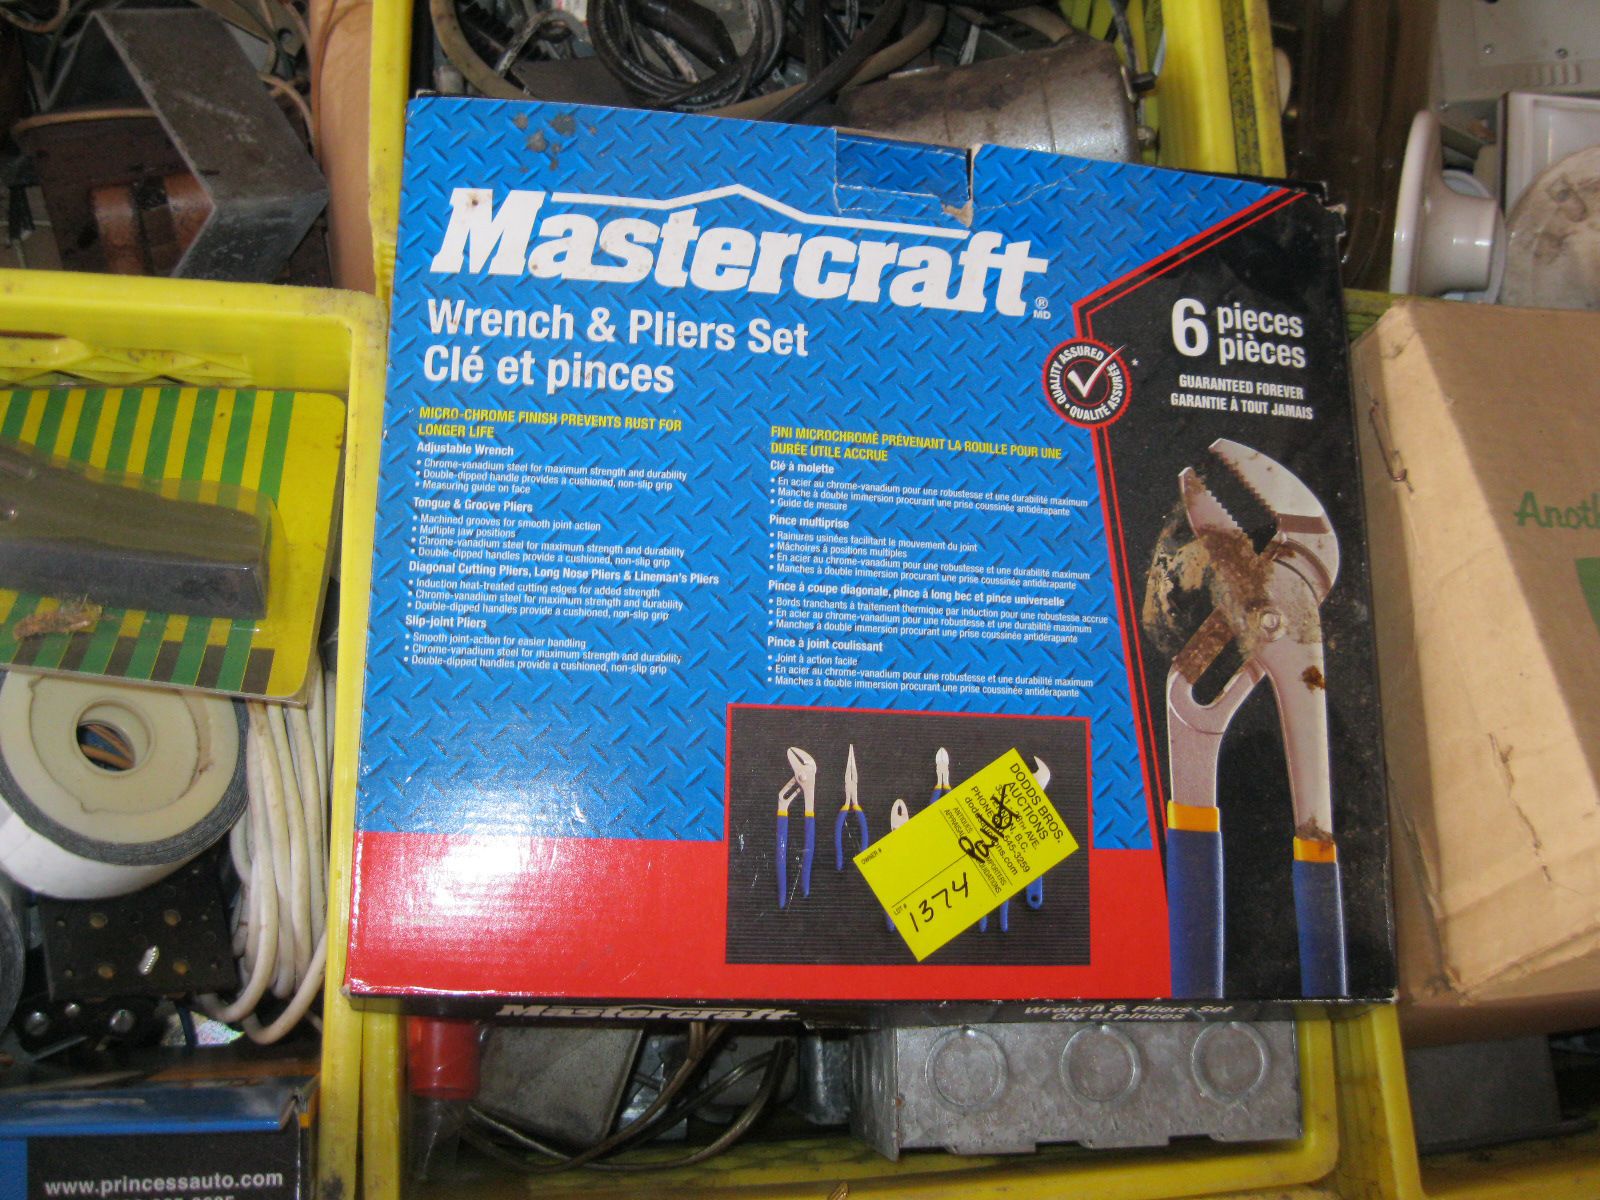 Mastercraft
® MD
Wrench & Pliers Set
Clé et pinces
6 pieces
pièces
GUARANTEED FOREVER
GARANTIE À TOUT JAMAIS
QUALITY ASSURED
QUALITÉ ASSURÉE
MICRO-CHROME FINISH PREVENTS RUST FOR
LONGER LIFE
Adjustable Wrench
• Chrome-vanadium steel for maximum strength and durability
• Double-dipped handle provides a cushioned, non-slip grip
• Measuring guide on face
Tongue & Groove Pliers
• Machined grooves for smooth joint action
• Multiple jaw positions
• Chrome-vanadium steel for maximum strength and durability
• Double-dipped handles provide a cushioned, non-slip grip
Diagonal Cutting Pliers, Long Nose Pliers & Lineman's Pliers
• Induction heat-treated cutting edges for added strength
• Chrome-vanadium steel for maximum strength and durability
• Double-dipped handles provide a cushioned, non-slip grip
Slip-joint Pliers
• Smooth joint-action for easier handling
• Chrome-vanadium steel for maximum strength and durability
• Double-dipped handles provide a cushioned, non-slip grip
FINI MICROCHROMÉ PRÉVENANT LA ROUILLE POUR UNE
DURÉE UTILE ACCRUE
Clé à molette
• En acier au chrome-vanadium pour une robustesse et une durabilité maximum
• Manche à double immersion procurant une prise coussinée antidérapante
• Guide de mesure
Pince multiprise
• Rainures usinées facilitant le mouvement du joint
• Mâchoires à positions multiples
• En acier au chrome-vanadium pour une robustesse et une durabilité maximum
• Manches à double immersion procurant une prise coussinée antidérapante
Pince à coupe diagonale, pince à long bec et pince universelle
• Bords tranchants à traitement thermique par induction pour une robustesse accrue
• En acier au chrome-vanadium pour une robustesse et une durabilité maximum
• Manches à double immersion procurant une prise coussinée antidérapante
Pince à joint coulissant
• Joint à action facile
• En acier au chrome-vanadium pour une robustesse et une durabilité maximum
• Manches à double immersion procurant une prise coussinée antidérapante
DODDS BROS.
AUCTIONS
AVE.
B.C.
PHONE 545-3259
OWNER #
LOT #
1374
Mastercraft
Wrench & Pliers Set
Clé et pinces
Anoth
www.princessauto.com